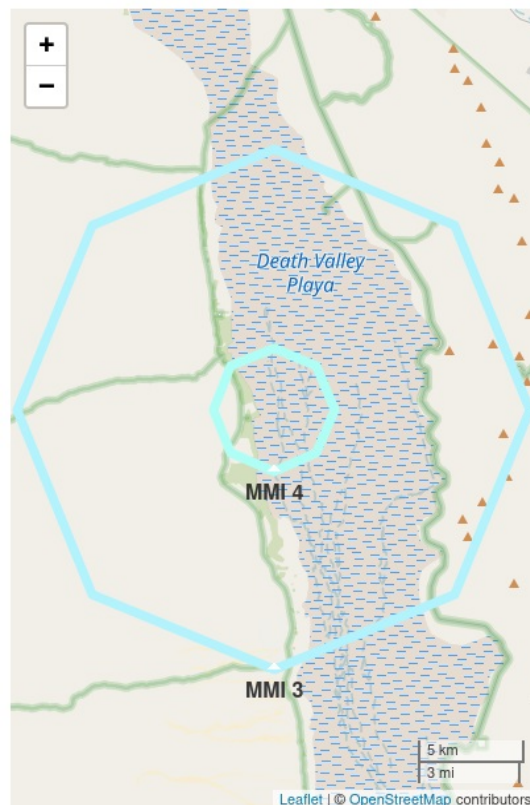 +
−
Death Valley
Playa
MMI 4
MMI 3
5 km
3 mi
Leaflet | © OpenStreetMap contributors